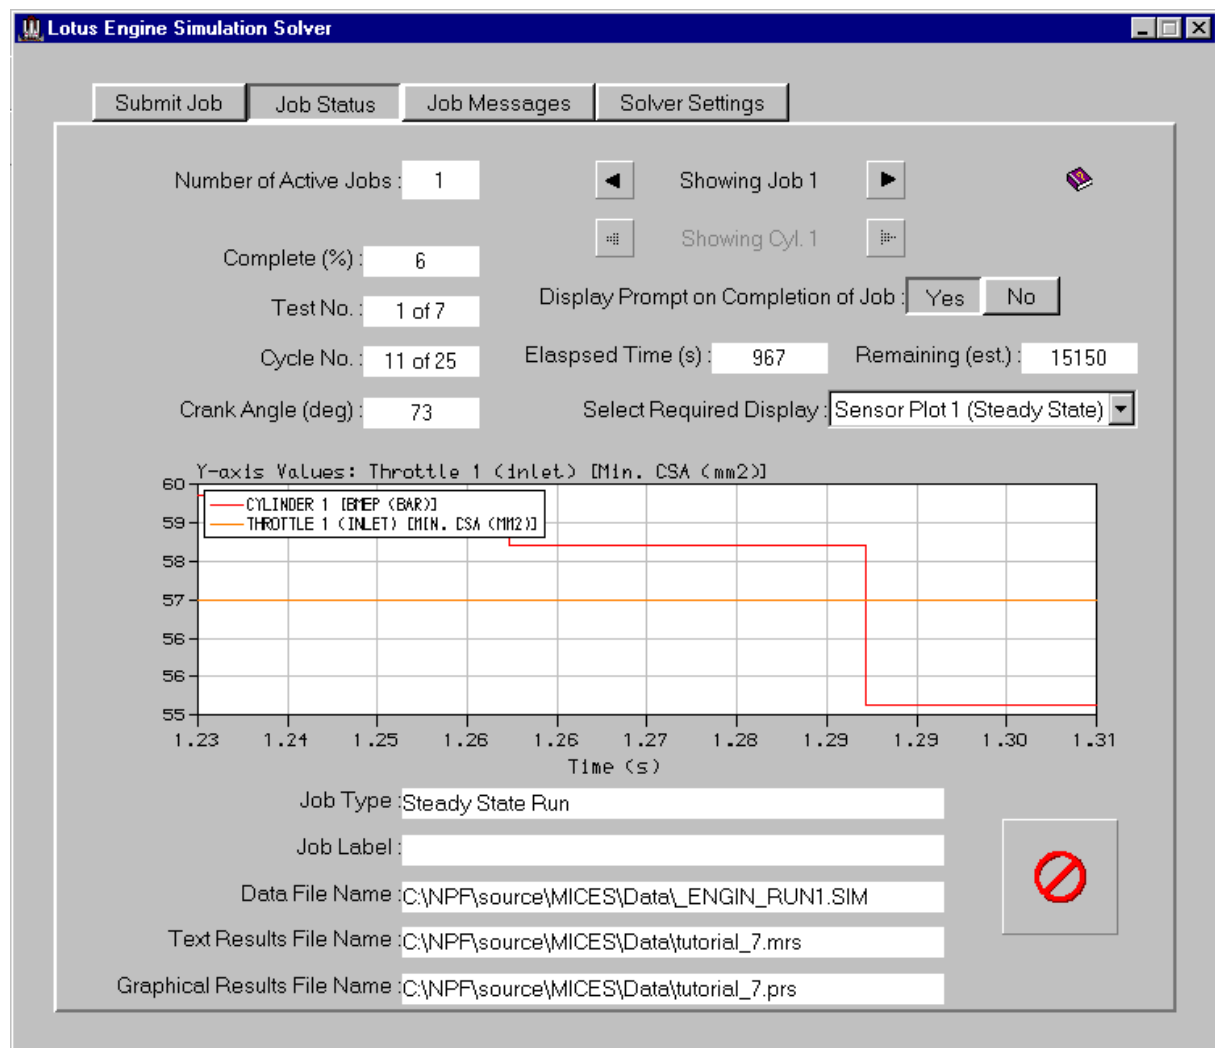 Lotus Engine Simulation Solver
Submit Job Job Status Job Messages Solver Settings
Number of Active Jobs : 1 Showing Job 1
Showing Cyl. 1
Complete (%) : 6
Display Prompt on Completion of Job : Yes No
Test No. : 1 of 7
Cycle No. : 11 of 25 Elaspsed Time (s) : 967 Remaining (est.) : 15150
Crank Angle (deg) : 73 Select Required Display : Sensor Plot 1 (Steady State)
Y-axis Values: Throttle 1 (inlet) [Min. CSA (mm2)]
60
CYLINDER 1 [BMEP (BAR)]
59
THROTTLE 1 (INLET) [MIN. CSA (MM2)]
58
57
56
56
55
1.23 1.24 1.25 1.26 1.26 1.27 1.28 1.29 1.29 1.30 1.31
Time (s)
Job Type : Steady State Run
Job Label :
Data File Name : C:\NPF\source\MICES\Data\_ENGIN_RUN1.SIM
Text Results File Name : C:\NPF\source\MICES\Data\tutorial_7.mrs
Graphical Results File Name : C:\NPF\source\MICES\Data\tutorial_7.prs